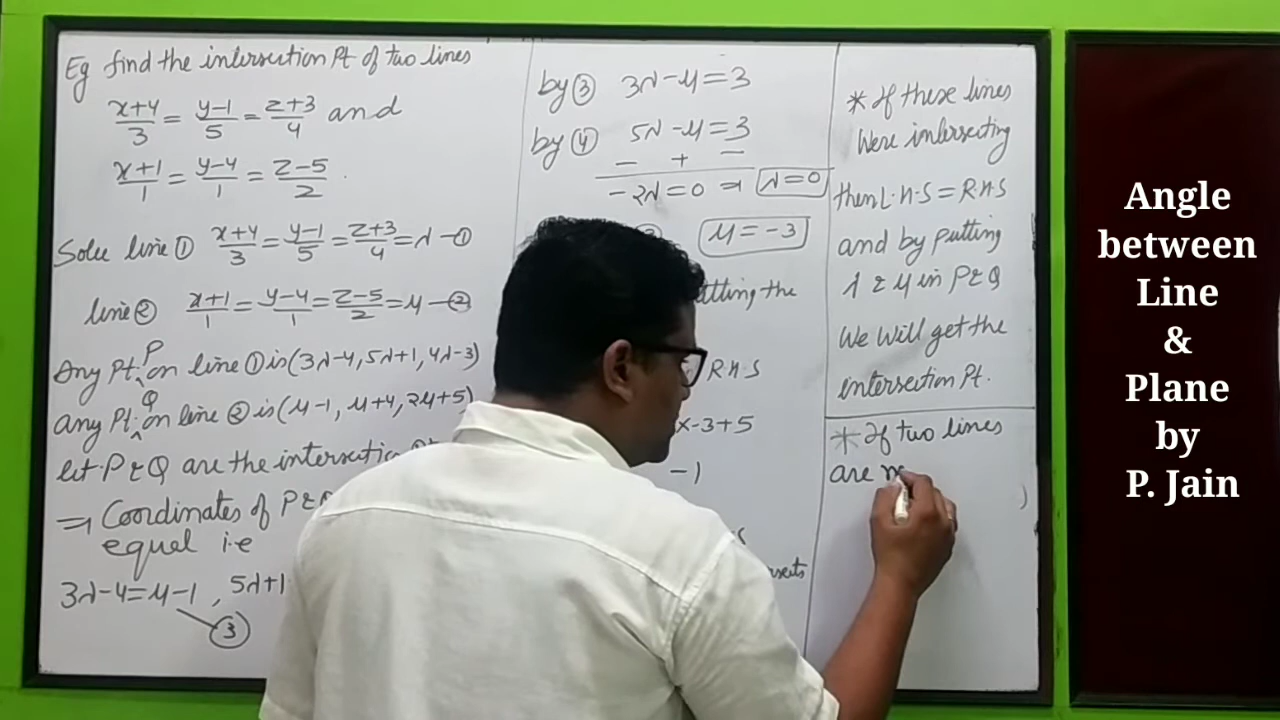 Eg find the intersection Pt of two lines
x+4/3 = y-1/5 = z+3/4 and
x+1/1 = y-4/1 = z-5/2 .
Solu line ① x+4/3 = y-1/5 = z+3/4 = λ -①
line② x+1/1 = y-4/1 = z-5/2 = μ -②
P
Any Pt. on line ① is (3λ-4, 5λ+1, 4λ-3)
Q
any Pt. on line ② is (μ-1, μ+4, 2μ+5)
let P & Q are the
⇒ Coordinates of P &
equal i.e
3λ-4=μ-1 , 5λ+1
③
by ③ 3λ-μ=3
by ④ 5λ-μ=3
- + -
-2λ=0 ⇒ λ=0
μ=-3
the
R.H.S
x-3+5
-1
* If these lines
Were intersecting
then L.H.S = R.H.S
and by putting
λ & μ in P & Q
We Will get the
intersection Pt.
* If two lines
are
Angle
between
Line
&
Plane
by
P. Jain